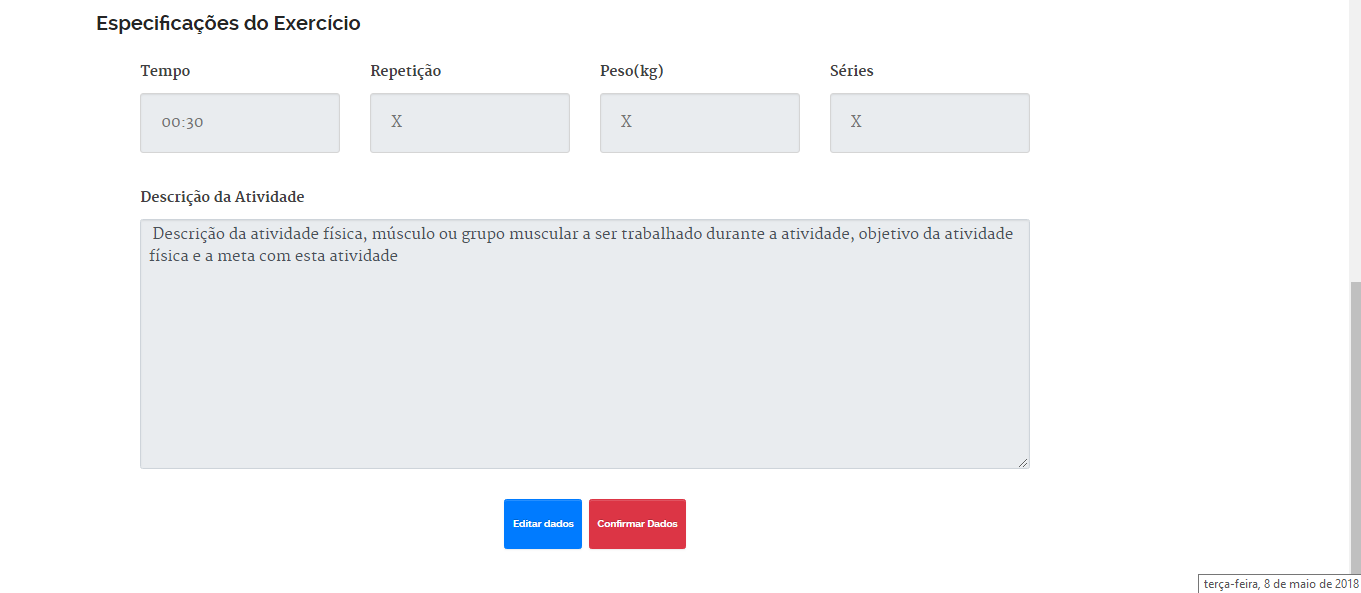 Especificações do Exercício
Tempo Repetição Peso(kg) Séries
00:30 X X X
Descrição da Atividade
Descrição da atividade física, músculo ou grupo muscular a ser trabalhado durante a atividade, objetivo da atividade
física e a meta com esta atividade
Editar dados Confirmar Dados
terça-feira, 8 de maio de 2018